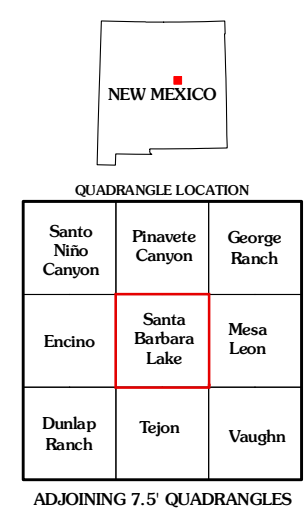 NEW MEXICO
QUADRANGLE LOCATION
Santo
Niño
Canyon
Pinavete
Canyon
George
Ranch
Encino
Santa
Barbara
Lake
Mesa
Leon
Dunlap
Ranch
Tejon
Vaughn
ADJOINING 7.5' QUADRANGLES